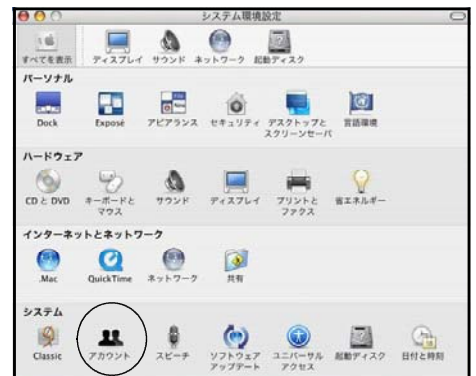 システム環境設定
すべてを表示 ディスプレイ サウンド ネットワーク 起動ディスク
パーソナル
Dock Exposé アピアランス セキュリティ デスクトップと スクリーンセーバ 言語環境
ハードウェア
CD と DVD キーボードと マウス サウンド ディスプレイ プリントと ファクス 省エネルギー
インターネットとネットワーク
.Mac QuickTime ネットワーク 共有
システム
Classic アカウント スピーチ ソフトウェア アップデート ユニバーサル アクセス 起動ディスク 日付と時刻